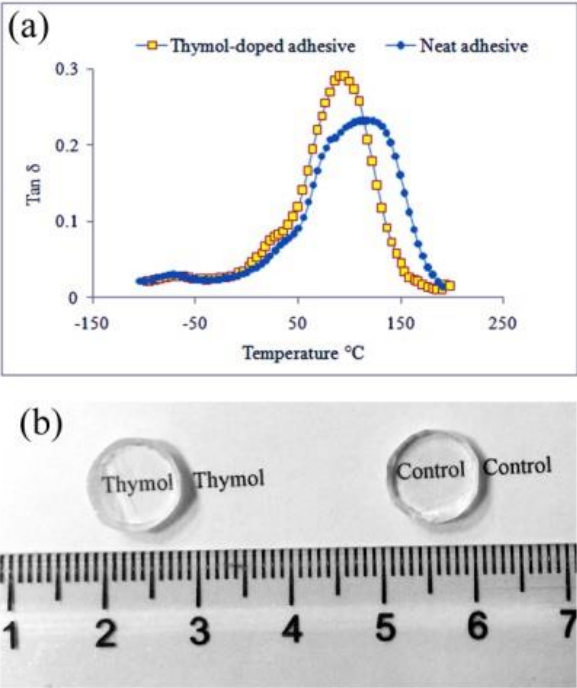 (a)
Thymol-doped adhesive
Neat adhesive
0.3
0.2
0.1
0
Tan δ
-150
-50
50
150
250
Temperature °C
(b)
Thymol Thymol
Control Control
1 2 3 4 5 6 7